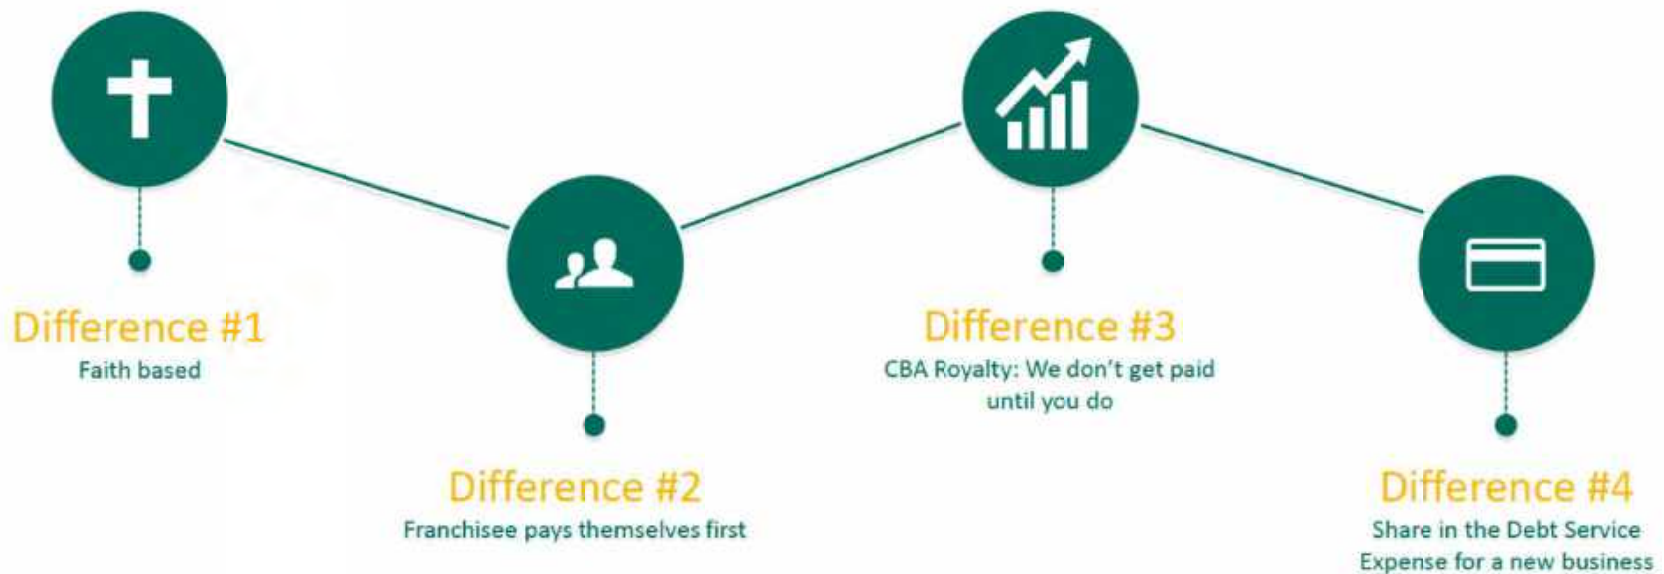 Difference #1
Faith based
Difference #2
Franchisee pays themselves first
Difference #3
CBA Royalty: We don't get paid
until you do
Difference #4
Share in the Debt Service
Expense for a new business